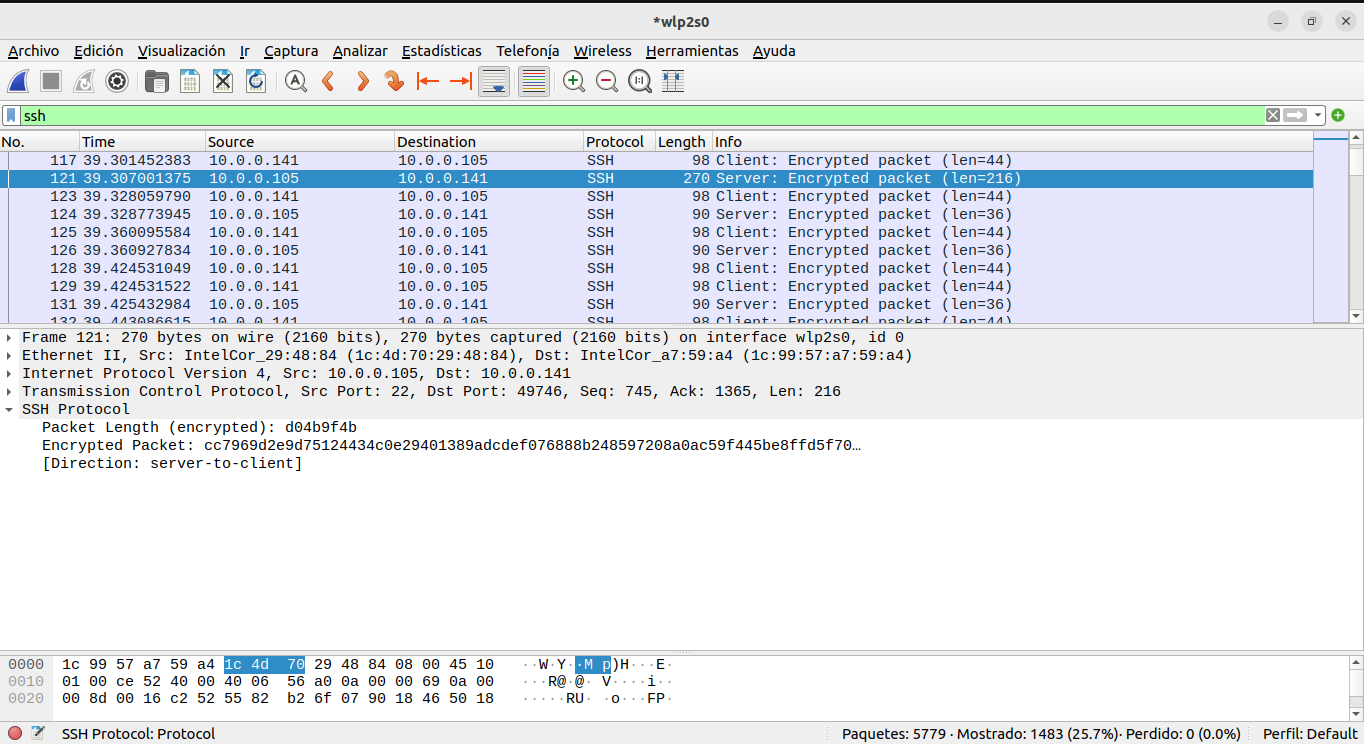 *wlp2s0
Archivo Edición Visualización Ir Captura Analizar Estadísticas Telefonía Wireless Herramientas Ayuda
ssh
No. Time Source Destination Protocol Length Info
117 39.301452383 10.0.0.141 10.0.0.105 SSH 98 Client: Encrypted packet (len=44)
121 39.307001375 10.0.0.105 10.0.0.141 SSH 270 Server: Encrypted packet (len=216)
123 39.328059790 10.0.0.141 10.0.0.105 SSH 98 Client: Encrypted packet (len=44)
124 39.328773945 10.0.0.105 10.0.0.141 SSH 90 Server: Encrypted packet (len=36)
125 39.360095584 10.0.0.141 10.0.0.105 SSH 98 Client: Encrypted packet (len=44)
126 39.360927834 10.0.0.105 10.0.0.141 SSH 90 Server: Encrypted packet (len=36)
128 39.424531049 10.0.0.141 10.0.0.105 SSH 98 Client: Encrypted packet (len=44)
129 39.424531522 10.0.0.141 10.0.0.105 SSH 98 Client: Encrypted packet (len=44)
131 39.425432984 10.0.0.105 10.0.0.141 SSH 90 Server: Encrypted packet (len=36)
132 39.443086615 10.0.0.141 10.0.0.105 SSH 98 Client: Encrypted packet (len=44)
Frame 121: 270 bytes on wire (2160 bits), 270 bytes captured (2160 bits) on interface wlp2s0, id 0
Ethernet II, Src: IntelCor_29:48:84 (1c:4d:70:29:48:84), Dst: IntelCor_a7:59:a4 (1c:99:57:a7:59:a4)
Internet Protocol Version 4, Src: 10.0.0.105, Dst: 10.0.0.141
Transmission Control Protocol, Src Port: 22, Dst Port: 49746, Seq: 745, Ack: 1365, Len: 216
SSH Protocol
Packet Length (encrypted): d04b9f4b
Encrypted Packet: cc7969d2e9d75124434c0e29401389adcdef076888b248597208a0ac59f445be8ffd5f70…
[Direction: server-to-client]
0000 1c 99 57 a7 59 a4 1c 4d 70 29 48 84 08 00 45 10 ··W·Y··M p)H···E·
0010 01 00 ce 52 40 00 40 06 56 a0 0a 00 00 69 0a 00 ···R@·@· V····i··
0020 00 8d 00 16 c2 52 55 82 b2 6f 07 90 18 46 50 18 ·····RU· ·o···FP·
SSH Protocol: Protocol
Paquetes: 5779 · Mostrado: 1483 (25.7%)· Perdido: 0 (0.0%)
Perfil: Default